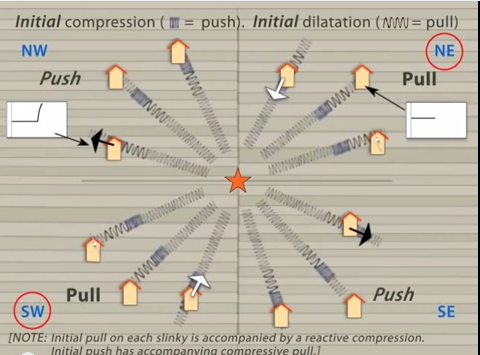 Initial compression ( = push). Initial dilatation ( = pull)
NW
NE
Push
Pull
Pull
Push
SW
SE
[NOTE: Initial pull on each slinky is accompanied by a reactive compression.
Initial push has accompanying compressive pull.]